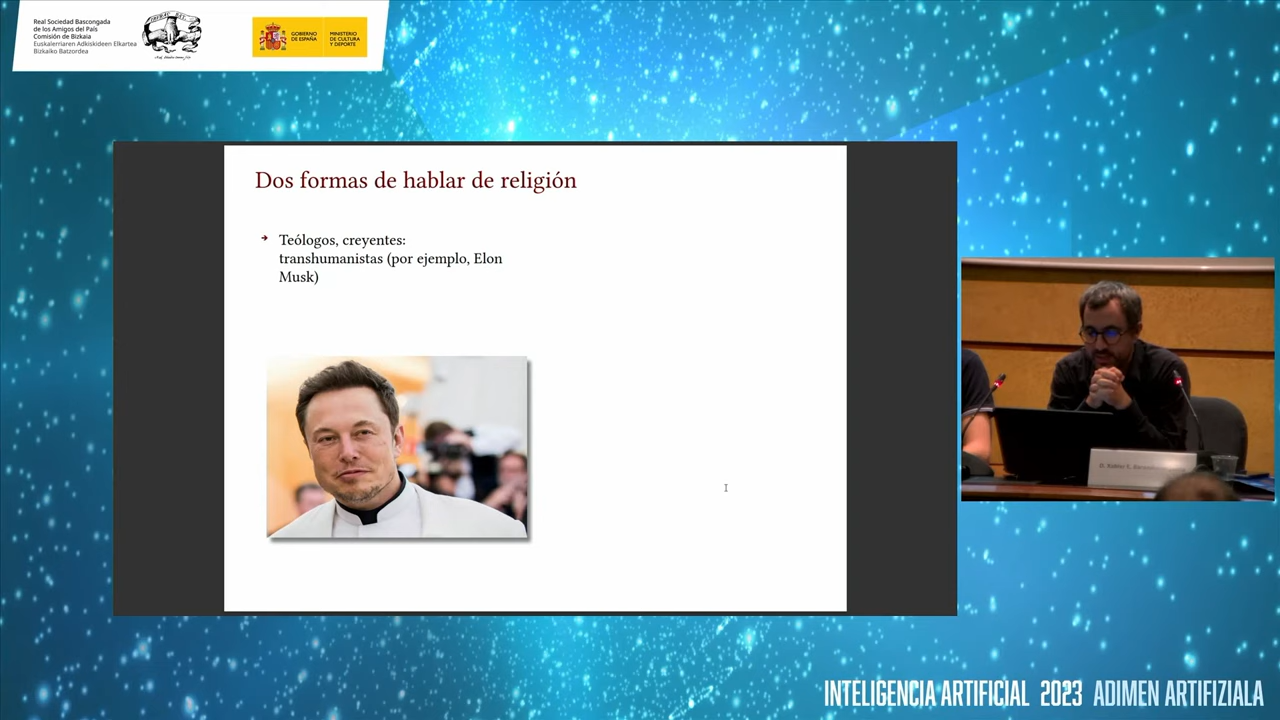 Real Sociedad Bascongada
de los Amigos del País
Comisión de Bizkaia
Euskalerriaren Adkiskideen Elkartea
Bizkaiko Batzordea
GOBIERNO
DE ESPAÑA
MINISTERIO
DE CULTURA
Y DEPORTE
Dos formas de hablar de religión
Teólogos, creyentes:
transhumanistas (por ejemplo, Elon
Musk)
INTELIGENCIA ARTIFICIAL 2023 ADIMEN ARTIFIZIALA